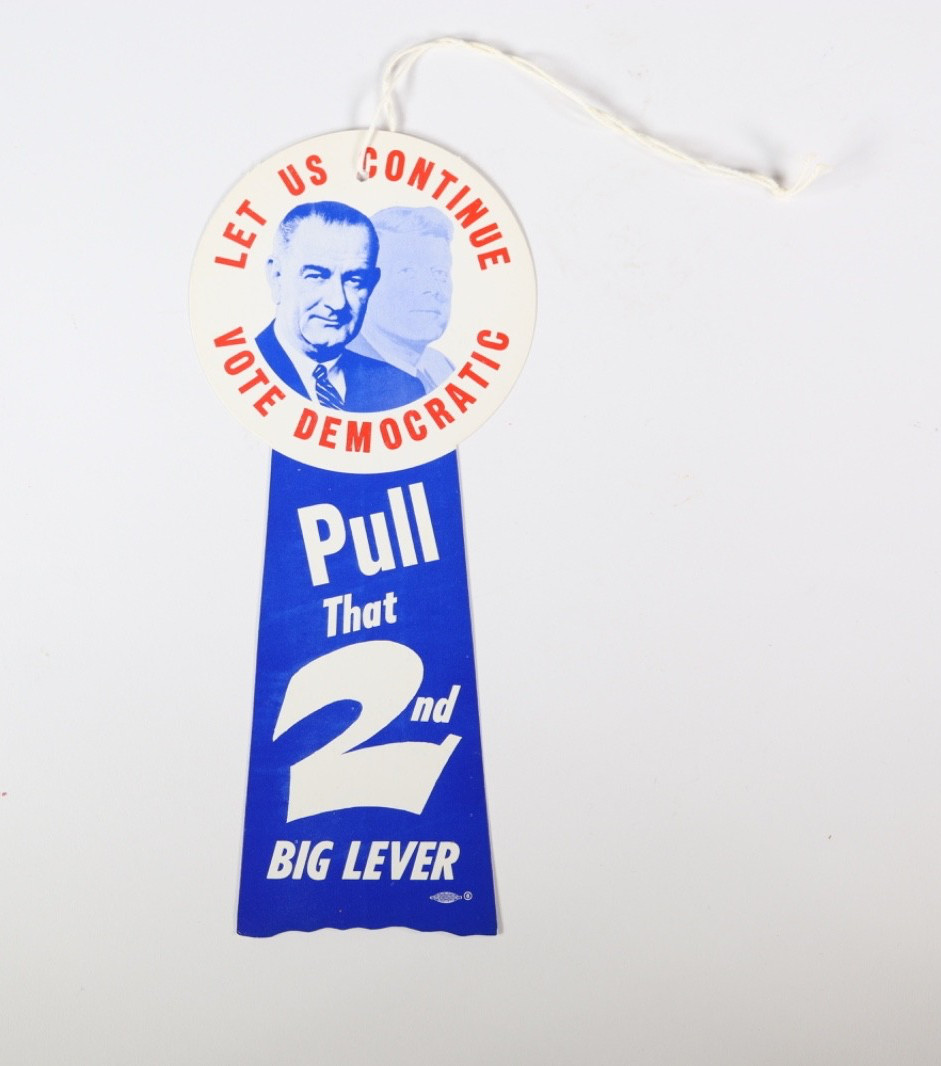 LET US CONTINUE
VOTE DEMOCRATIC
Pull
That
2nd
BIG LEVER